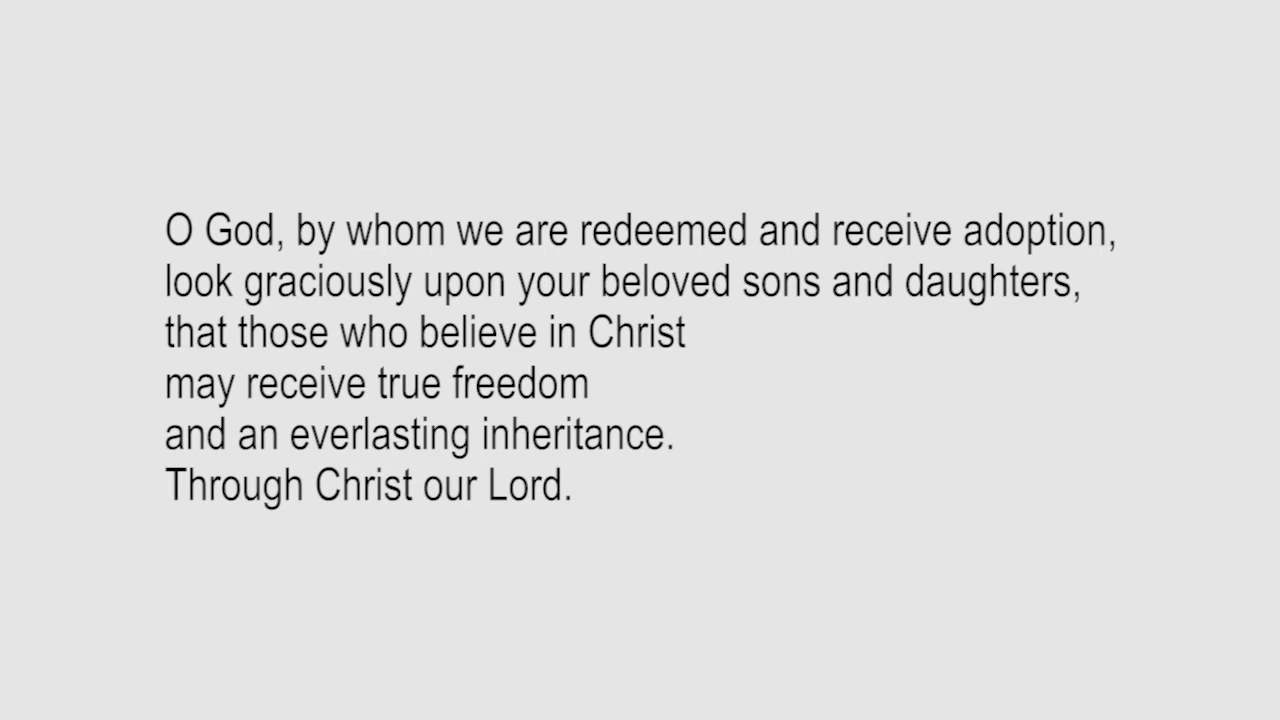 O God, by whom we are redeemed and receive adoption,
look graciously upon your beloved sons and daughters,
that those who believe in Christ
may receive true freedom
and an everlasting inheritance.
Through Christ our Lord.